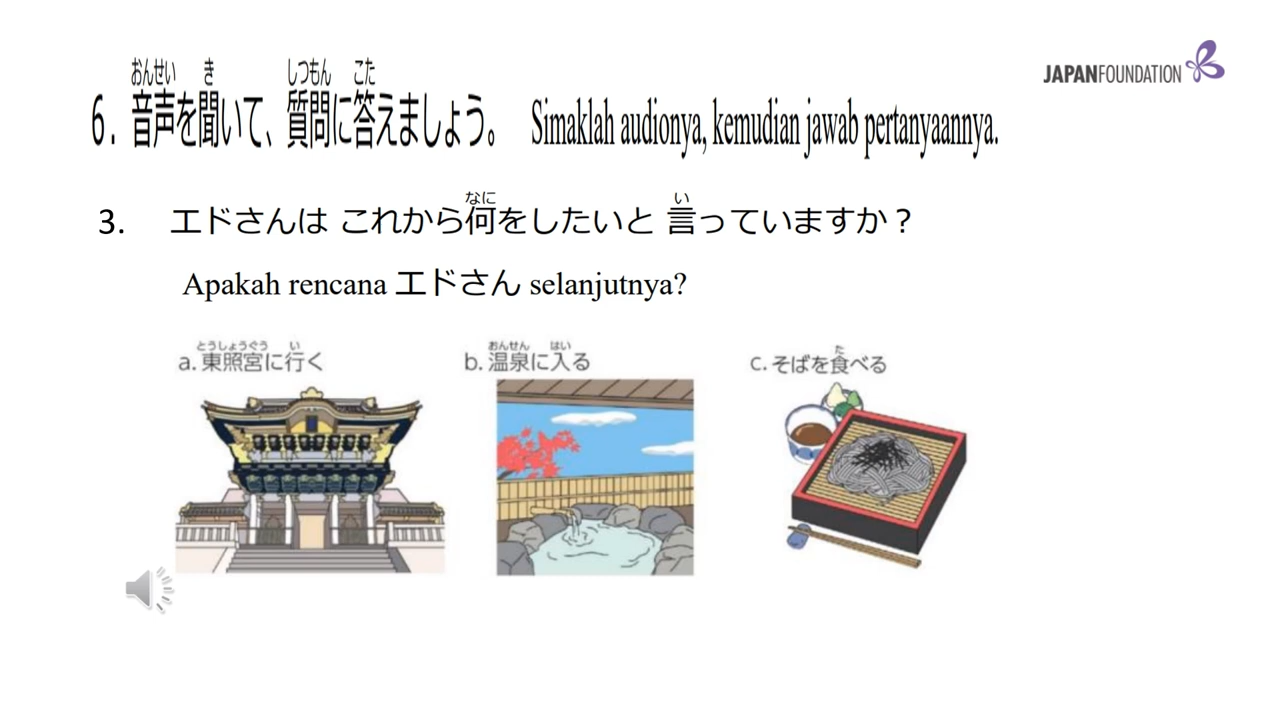 JAPANFOUNDATION
おんせい き しつもん こた
6. 音声を聞いて、質問に答えましょう。 Simaklah audionya, kemudian jawab pertanyaannya.
なに い
3. エドさんは これから何をしたいと 言っていますか？
Apakah rencana エドさん selanjutnya?
とうしょうぐう い
a. 東照宮に行く
おんせん はい
b. 温泉に入る
た
c. そばを食べる